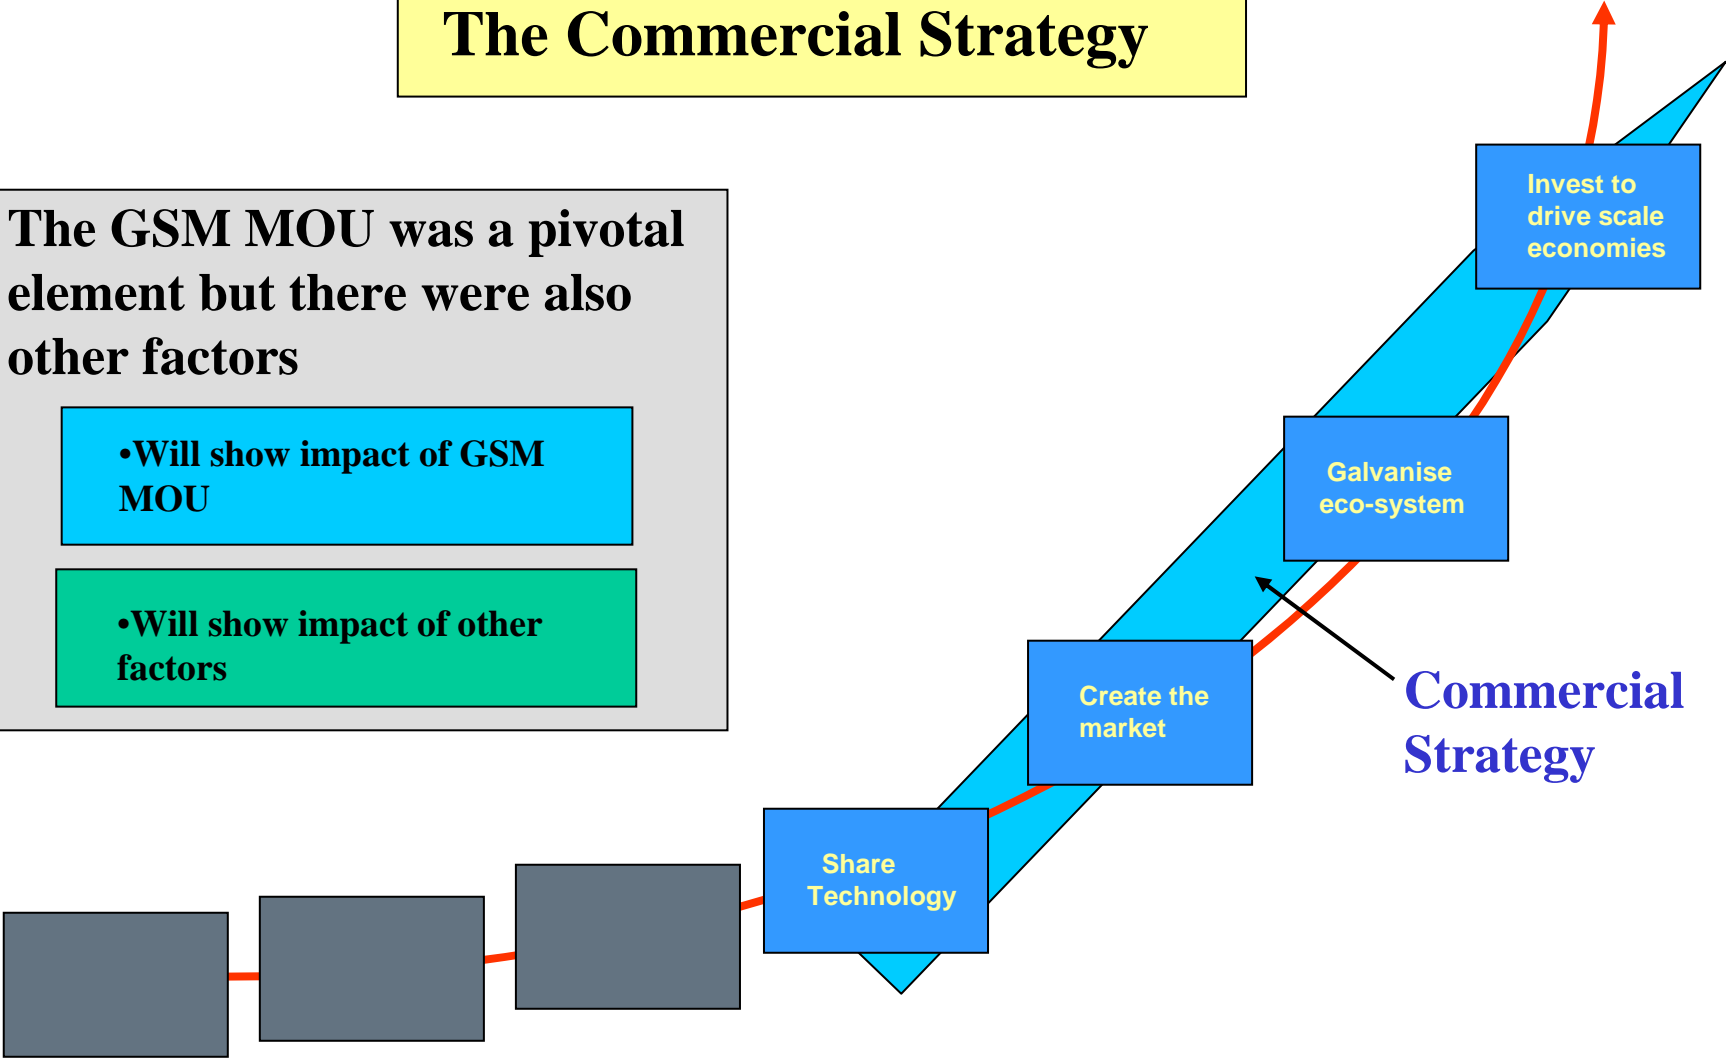 The Commercial Strategy
The GSM MOU was a pivotal
element but there were also
other factors
•Will show impact of GSM
MOU
•Will show impact of other
factors
Invest to
drive scale
economies
Galvanise
eco-system
Create the
market
Share
Technology
Commercial
Strategy